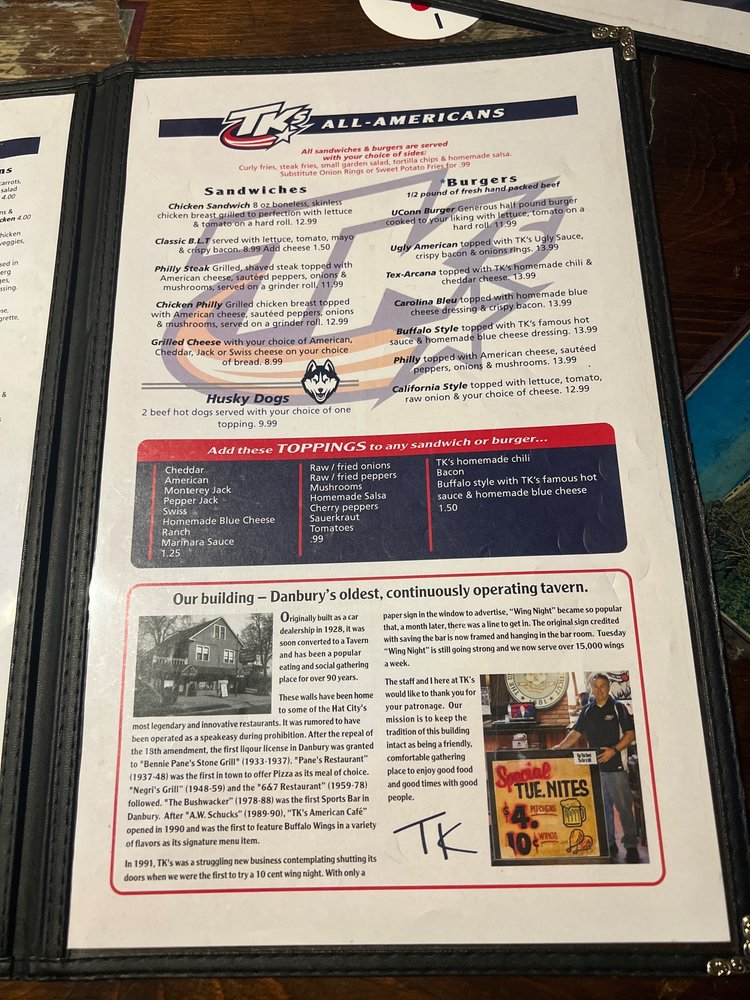 ns
carrots,
salad
4.00
ns &
cken 4.00
hicken
veggies,
sed in
erg
ges,
ssing.
ese,
grette,
&
TK's ALL-AMERICANS
All sandwiches & burgers are served
with your choice of sides:
Curly fries, steak fries, small garden salad, tortilla chips & homemade salsa.
Substitute Onion Rings or Sweet Potato Fries for .99
Sandwiches
Chicken Sandwich 8 oz boneless, skinless
chicken breast grilled to perfection with lettuce
& tomato on a hard roll. 12.99
Classic B.L.T served with lettuce, tomato, mayo
& crispy bacon. 8.99 Add cheese 1.50
Philly Steak Grilled, shaved steak topped with
American cheese, sautéed peppers, onions &
mushrooms, served on a grinder roll. 11.99
Chicken Philly Grilled chicken breast topped
with American cheese, sautéed peppers, onions
& mushrooms, served on a grinder roll. 12.99
Grilled Cheese with your choice of American,
Cheddar, Jack or Swiss cheese on your choice
of bread. 8.99
Husky Dogs
2 beef hot dogs served with your choice of one
topping. 9.99
*Burgers
1/2 pound of fresh hand packed beef
UConn Burger Generous half pound burger
cooked to your liking with lettuce, tomato on a
hard roll. 11.99
Ugly American topped with TK's Ugly Sauce,
crispy bacon & onions rings. 13.99
Tex-Arcana topped with TK's homemade chili &
cheddar cheese. 13.99
Carolina Bleu topped with homemade blue
cheese dressing & crispy bacon. 13.99
Buffalo Style topped with TK's famous hot
sauce & homemade blue cheese dressing. 13.99
Philly topped with American cheese, sautéed
peppers, onions & mushrooms. 13.99
California Style topped with lettuce, tomato,
raw onion & your choice of cheese. 12.99
Add these TOPPINGS to any sandwich or burger...
Cheddar
American
Monterey Jack
Pepper Jack
Swiss
Homemade Blue Cheese
Ranch
Marinara Sauce
1.25
Raw / fried onions
Raw / fried peppers
Mushrooms
Homemade Salsa
Cherry peppers
Sauerkraut
Tomatoes
.99
TK's homemade chili
Bacon
Buffalo style with TK's famous hot
sauce & homemade blue cheese
1.50
Our building – Danbury's oldest, continuously operating tavern.
Originally built as a car
dealership in 1928, it was
soon converted to a Tavern
and has been a popular
eating and social gathering
place for over 90 years.
These walls have been home
to some of the Hat City's
most legendary and innovative restaurants. It was rumored to have
been operated as a speakeasy during prohibition. After the repeal of
the 18th amendment, the first liqour license in Danbury was granted
to "Bennie Pane's Stone Grill" (1933-1937). "Pane's Restaurant"
(1937-48) was the first in town to offer Pizza as its meal of choice.
"Negri's Grill" (1948-59) and the "6&7 Restaurant" (1959-78)
followed. "The Bushwacker" (1978-88) was the first Sports Bar in
Danbury. After "A.W. Schucks" (1989-90), "TK's American Café"
opened in 1990 and was the first to feature Buffalo Wings in a variety
of flavors as its signature menu item.
In 1991, TK's was a struggling new business contemplating shutting its
doors when we were the first to try a 10 cent wing night. With only a
paper sign in the window to advertise, "Wing Night" became so popular
that, a month later, there was a line to get in. The original sign credited
with saving the bar is now framed and hanging in the bar room. Tuesday
"Wing Night" is still going strong and we now serve over 15,000 wings
a week.
The staff and I here at TK's
would like to thank you for
your patronage. Our
mission is to keep the
tradition of this building
intact as being a friendly,
comfortable gathering
place to enjoy good food
and good times with good
people.
TK
Special
TUE. NITES
$4. PITCHERS
10¢ WINGS